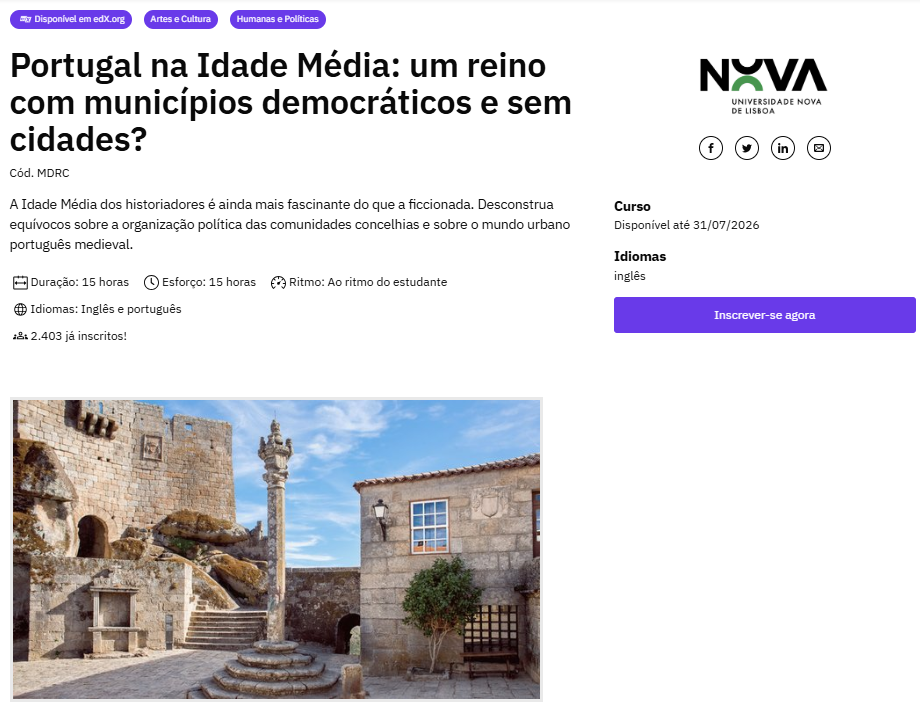 Disponível em edX.org
Artes e Cultura
Humanas e Políticas
Portugal na Idade Média: um reino
com municípios democráticos e sem
cidades?
Cód. MDRC
A Idade Média dos historiadores é ainda mais fascinante do que a ficcionada. Desconstrua
equívocos sobre a organização política das comunidades concelhias e sobre o mundo urbano
português medieval.
Duração: 15 horas
Esforço: 15 horas
Ritmo: Ao ritmo do estudante
Idiomas: Inglês e português
2.403 já inscritos!
NOVA
UNIVERSIDADE NOVA
DE LISBOA
Curso
Disponível até 31/07/2026
Idiomas
inglês
Inscrever-se agora